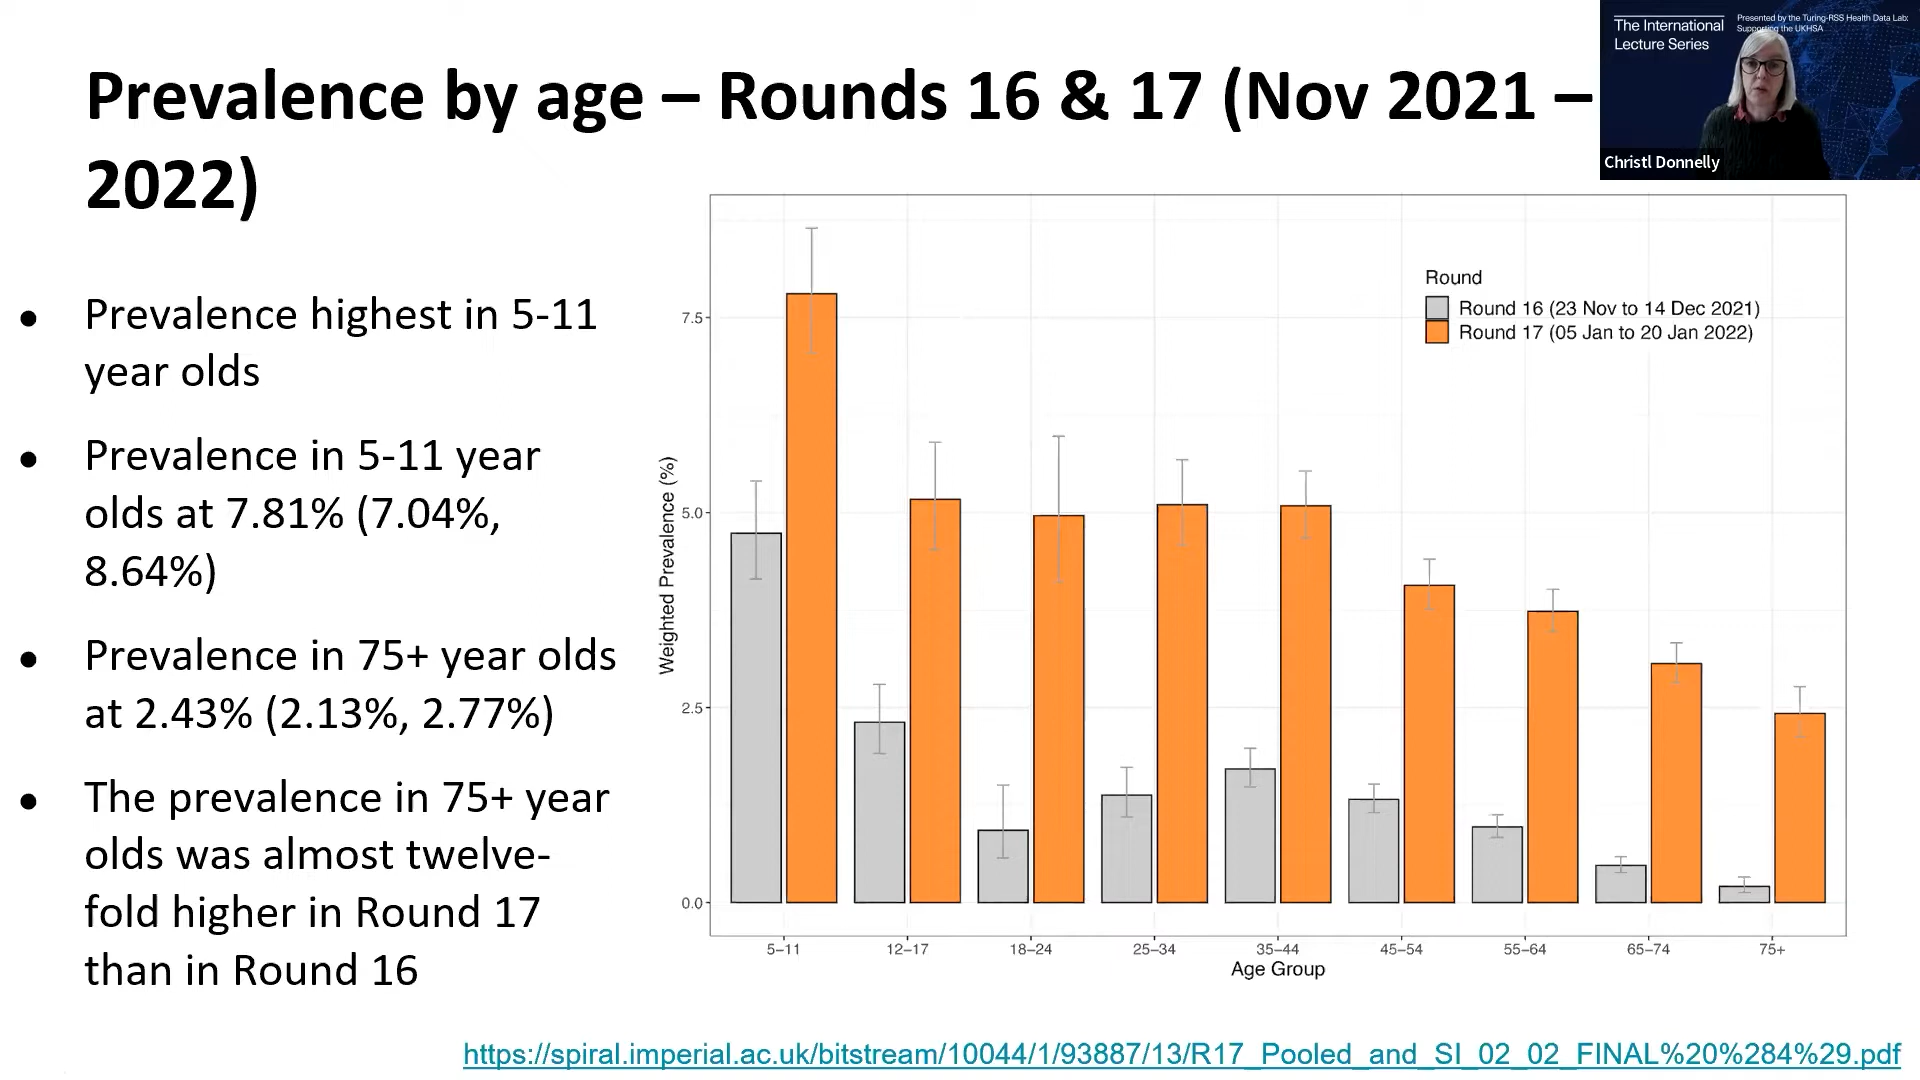 Prevalence by age – Rounds 16 & 17 (Nov 2021 –
2022)
The International
Lecture Series
Presented by the Turing-RSS Health Data Lab:
Supporting the UKHSA
Christl Donnelly
● Prevalence highest in 5-11
year olds
● Prevalence in 5-11 year
olds at 7.81% (7.04%,
8.64%)
● Prevalence in 75+ year olds
at 2.43% (2.13%, 2.77%)
● The prevalence in 75+ year
olds was almost twelve-
fold higher in Round 17
than in Round 16
Weighted Prevalence (%)
7.5
5.0
2.5
0.0
Round
Round 16 (23 Nov to 14 Dec 2021)
Round 17 (05 Jan to 20 Jan 2022)
5–11 12–17 18–24 25–34 35–44 45–54 55–64 65–74 75+
Age Group
https://spiral.imperial.ac.uk/bitstream/10044/1/93887/13/R17_Pooled_and_SI_02_02_FINAL%20%284%29.pdf